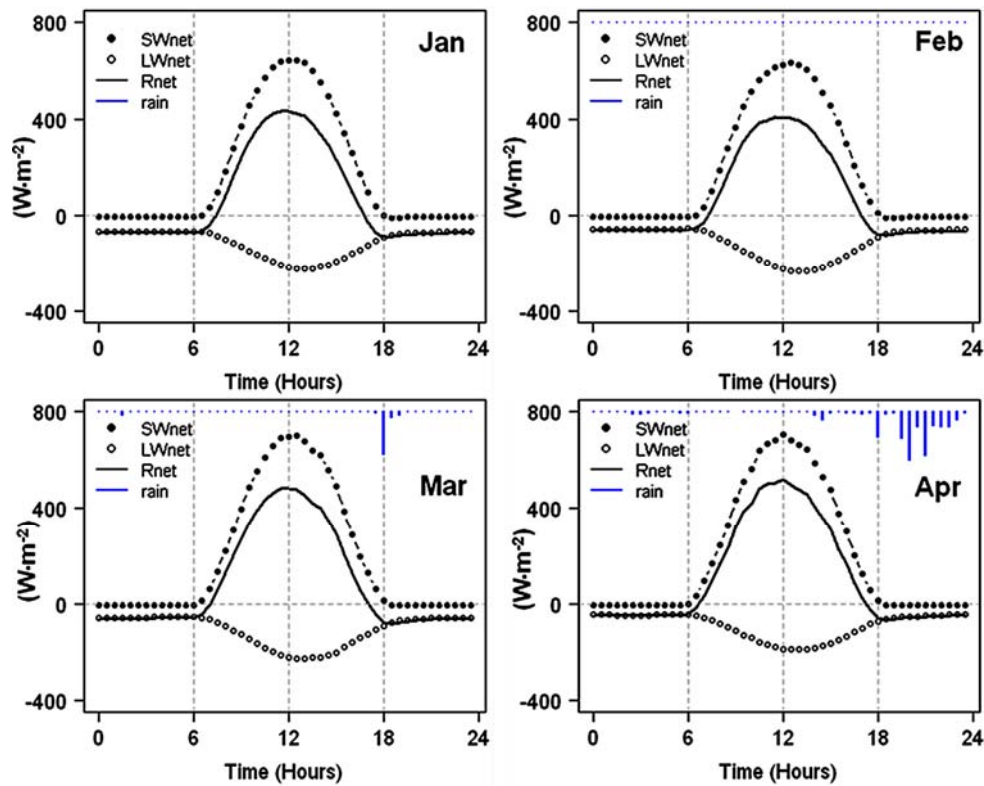 Jan
800
400
0
-400
(W·m-2)
SWnet
LWnet
Rnet
rain
0 6 12 18 24
Time (Hours)
Feb
800
400
0
-400
(W·m-2)
SWnet
LWnet
Rnet
rain
0 6 12 18 24
Time (Hours)
Mar
800
400
0
-400
(W·m-2)
SWnet
LWnet
Rnet
rain
0 6 12 18 24
Time (Hours)
Apr
800
400
0
-400
(W·m-2)
SWnet
LWnet
Rnet
rain
0 6 12 18 24
Time (Hours)